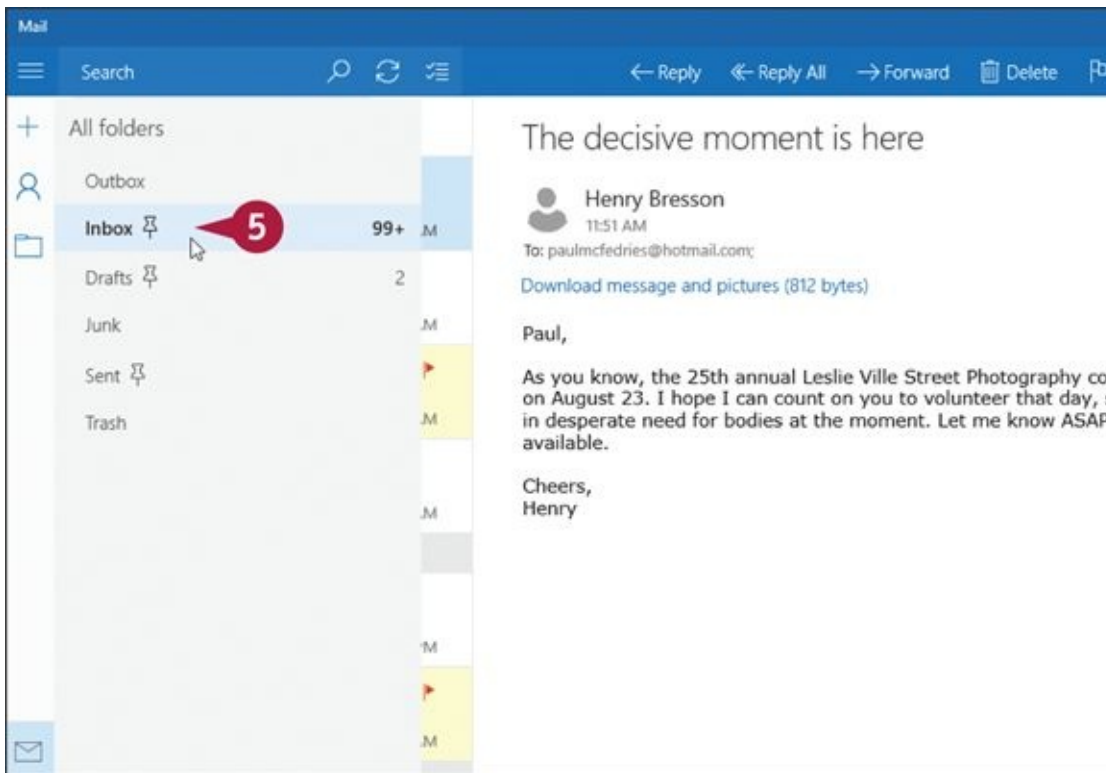 Mail
Search
Reply
Reply All
Forward
Delete
All folders
Outbox
Inbox
5
99+
Drafts
2
Junk
Sent
Trash
AM
AM
The decisive moment is here
Henry Bresson
11:51 AM
To: paulmcfedries@hotmail.com;
Download message and pictures (812 bytes)
Paul,
As you know, the 25th annual Leslie Ville Street Photography co
on August 23. I hope I can count on you to volunteer that day,
in desperate need for bodies at the moment. Let me know ASAP
available.
Cheers,
Henry